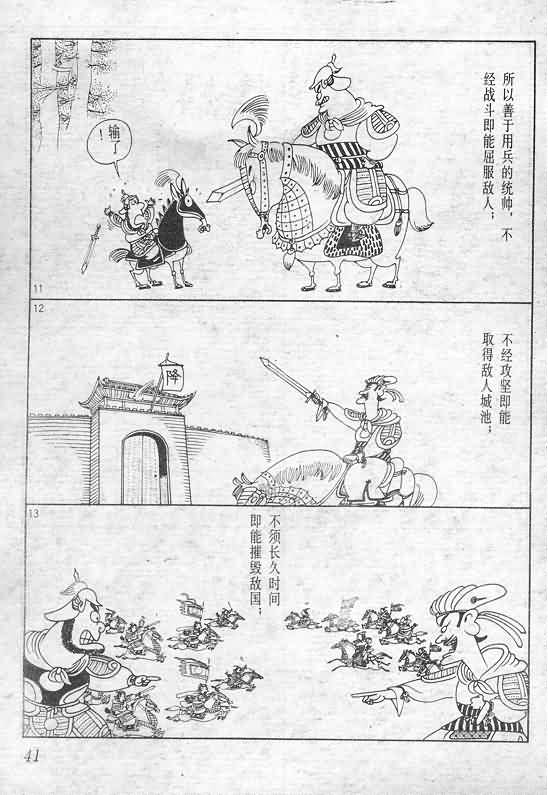 所以善于用兵的统帅，不
经战斗即能屈服敌人；
输了！
11
12
不经攻坚即能
取得敌人城池；
降
13
不须长久时间
即能摧毁敌国；
41